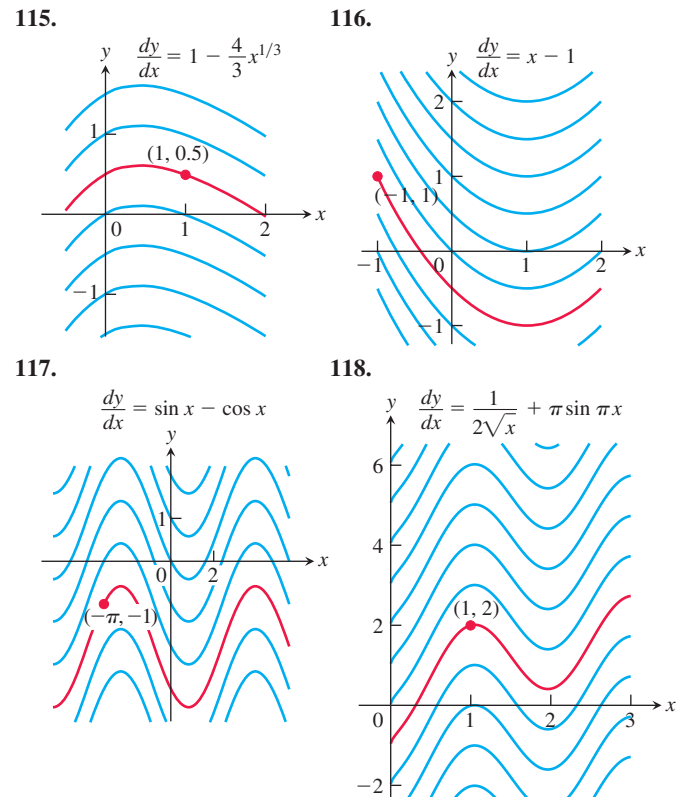 115.
dy/dx = 1 − 4/3 x^{1/3}
y
1
(1, 0.5)
0
1
2
x
−1
116.
dy/dx = x − 1
y
2
1
(−1, 1)
−1
0
1
2
x
−1
117.
dy/dx = sin x − cos x
y
1
0
2
x
(−π, −1)
118.
y
dy/dx = 1/(2√x) + π sin πx
6
4
2
(1, 2)
0
1
2
3
x
−2